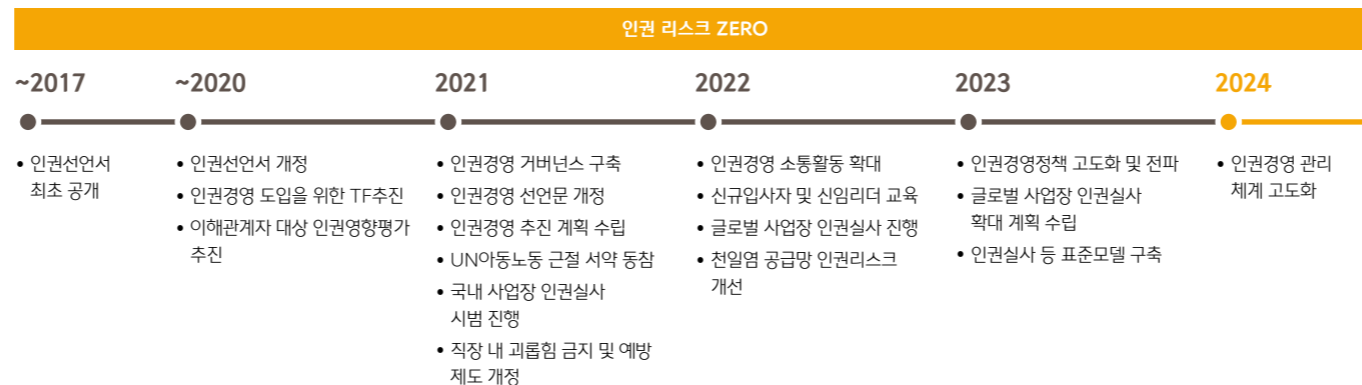 인권 리스크 ZERO
~2017
• 인권선언서
최초 공개
~2020
• 인권선언서 개정
• 인권경영 도입을 위한 TF추진
• 이해관계자 대상 인권영향평가
추진
2021
• 인권경영 거버넌스 구축
• 인권경영 선언문 개정
• 인권경영 추진 계획 수립
• UN아동노동 근절 서약 동참
• 국내 사업장 인권실사
시범 진행
• 직장 내 괴롭힘 금지 및 예방
제도 개정
2022
• 인권경영 소통활동 확대
• 신규입사자 및 신임리더 교육
• 글로벌 사업장 인권실사 진행
• 천일염 공급망 인권리스크
개선
2023
• 인권경영정책 고도화 및 전파
• 글로벌 사업장 인권실사
확대 계획 수립
• 인권실사 등 표준모델 구축
2024
• 인권경영 관리
체계 고도화